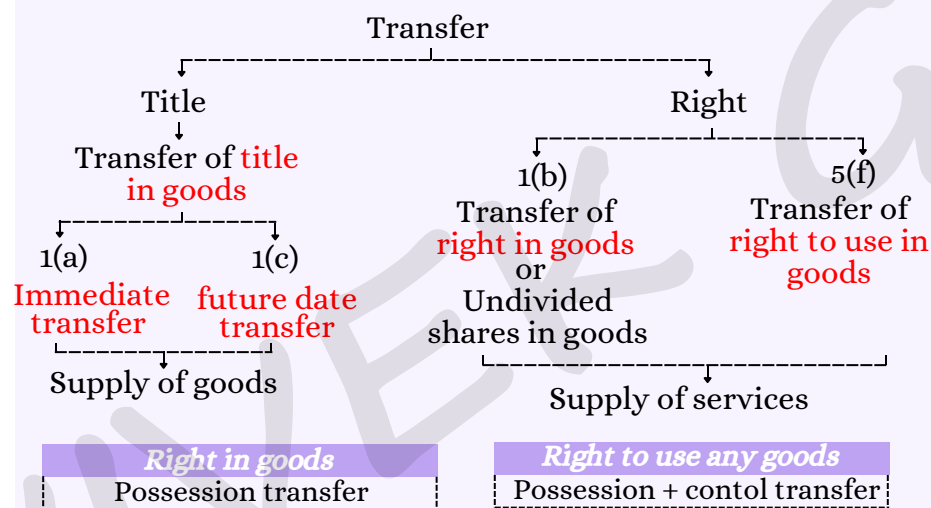 Transfer
Title
Right
Transfer of title
in goods
1(b)
5(f)
Transfer of
right in goods
or
Undivided
shares in goods
Transfer of
right to use in
goods
1(a)
1(c)
Immediate
transfer
future date
transfer
Supply of goods
Supply of services
Right in goods
Possession transfer
Right to use any goods
Possession + contol transfer